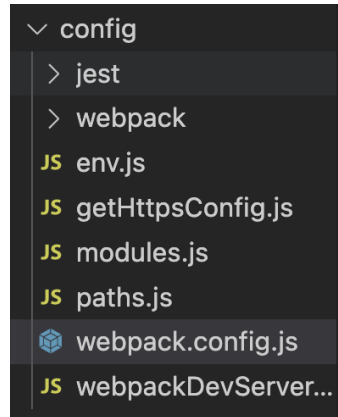 config
jest
webpack
JS env.js
JS getHttpsConfig.js
JS modules.js
JS paths.js
webpack.config.js
JS webpackDevServer...